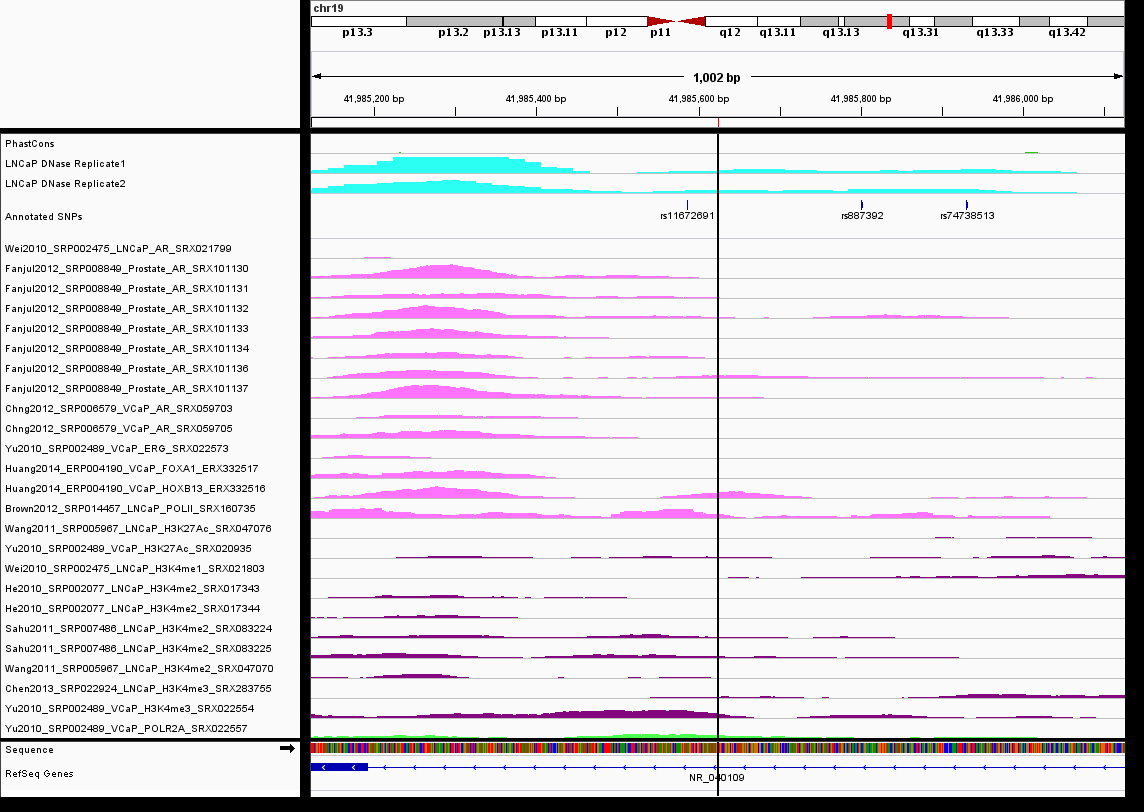 chr19
p13.3 p13.2 p13.13 p13.11 p12 p11 q12 q13.11 q13.13 q13.31 q13.33 q13.42
1,002 bp
41,985,200 bp 41,985,400 bp 41,985,600 bp 41,985,800 bp 41,986,000 bp
PhastCons
LNCaP DNase Replicate1
LNCaP DNase Replicate2
Annotated SNPs
rs11672691 rs887392 rs74738513
Wei2010_SRP002475_LNCaP_AR_SRX021799
Fanjul2012_SRP008849_Prostate_AR_SRX101130
Fanjul2012_SRP008849_Prostate_AR_SRX101131
Fanjul2012_SRP008849_Prostate_AR_SRX101132
Fanjul2012_SRP008849_Prostate_AR_SRX101133
Fanjul2012_SRP008849_Prostate_AR_SRX101134
Fanjul2012_SRP008849_Prostate_AR_SRX101136
Fanjul2012_SRP008849_Prostate_AR_SRX101137
Chng2012_SRP006579_VCaP_AR_SRX059703
Chng2012_SRP006579_VCaP_AR_SRX059705
Yu2010_SRP002489_VCaP_ERG_SRX022573
Huang2014_ERP004190_VCaP_FOXA1_ERX332517
Huang2014_ERP004190_VCaP_HOXB13_ERX332516
Brown2012_SRP014457_LNCaP_POLII_SRX160735
Wang2011_SRP005967_LNCaP_H3K27Ac_SRX047076
Yu2010_SRP002489_VCaP_H3K27Ac_SRX020935
Wei2010_SRP002475_LNCaP_H3K4me1_SRX021803
He2010_SRP002077_LNCaP_H3K4me2_SRX017343
He2010_SRP002077_LNCaP_H3K4me2_SRX017344
Sahu2011_SRP007486_LNCaP_H3K4me2_SRX083224
Sahu2011_SRP007486_LNCaP_H3K4me2_SRX083225
Wang2011_SRP005967_LNCaP_H3K4me2_SRX047070
Chen2013_SRP022924_LNCaP_H3K4me3_SRX283755
Yu2010_SRP002489_VCaP_H3K4me3_SRX022554
Yu2010_SRP002489_VCaP_POLR2A_SRX022557
Sequence
RefSeq Genes
NR_040109